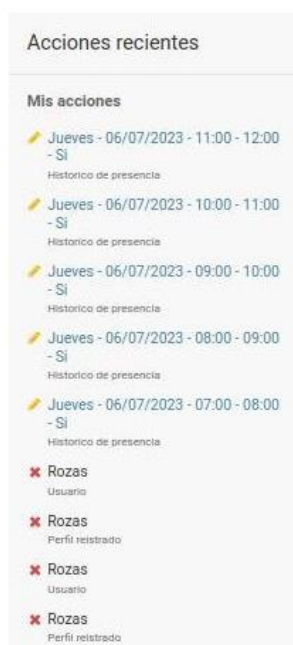 Acciones recientes
Mis acciones
Jueves - 06/07/2023 - 11:00 - 12:00
- Si
Historico de presencia
Jueves - 06/07/2023 - 10:00 - 11:00
- Si
Historico de presencia
Jueves - 06/07/2023 - 09:00 - 10:00
- Si
Historico de presencia
Jueves - 06/07/2023 - 08:00 - 09:00
- Si
Historico de presencia
Jueves - 06/07/2023 - 07:00 - 08:00
- Si
Historico de presencia
Rozas
Usuario
Rozas
Perfil reistrado
Rozas
Usuario
Rozas
Perfil reistrado